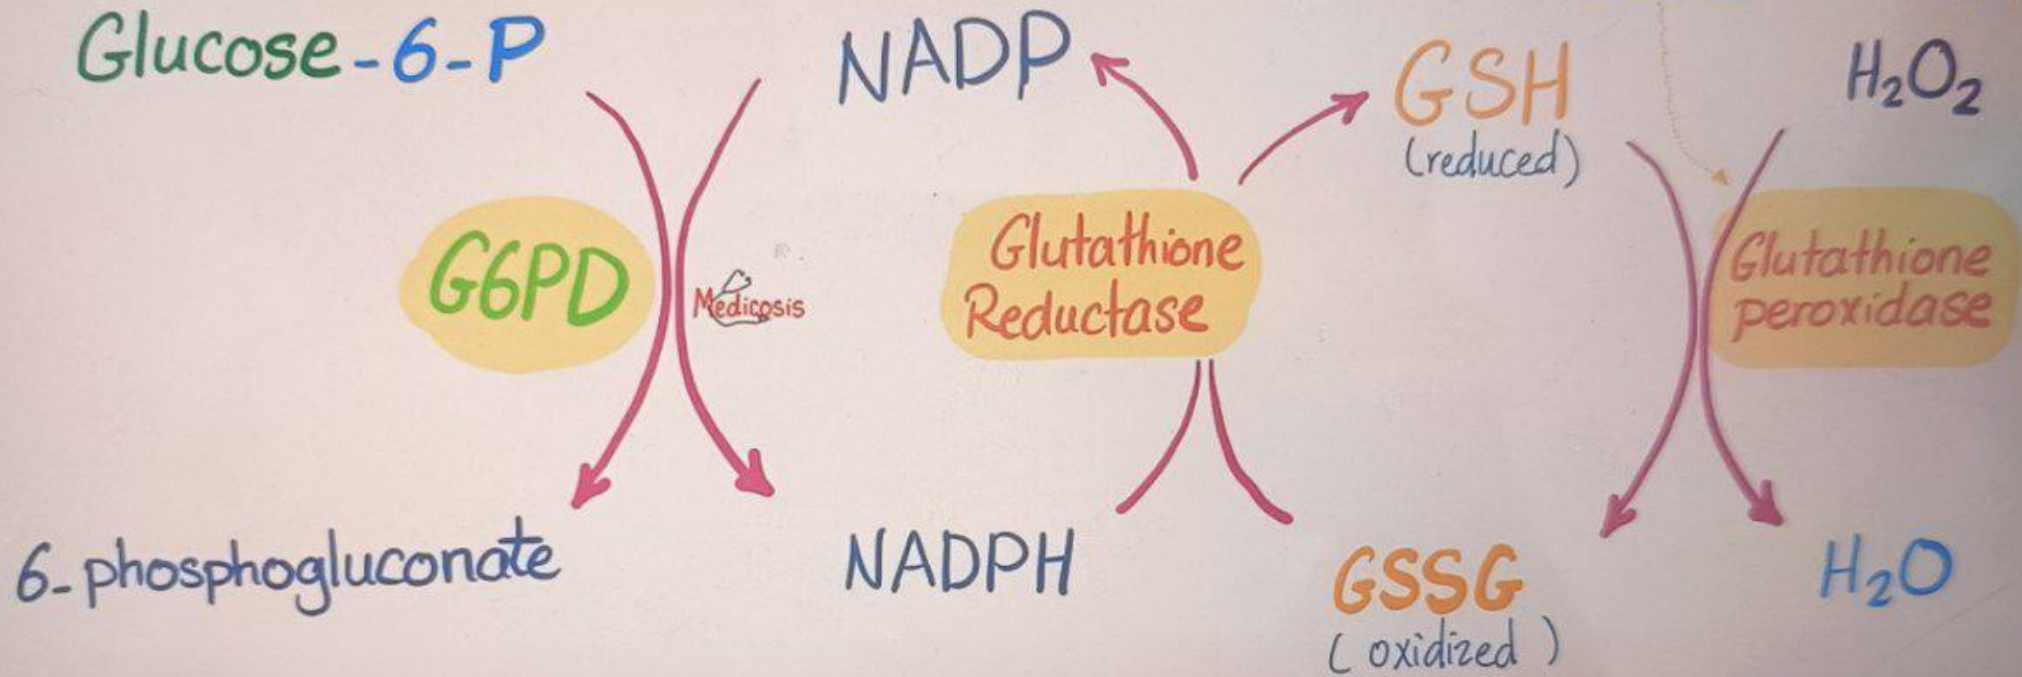 Glucose-6-P
NADP
GSH
(reduced)
H₂O₂
G6PD
Medicosis
Glutathione
Reductase
Glutathione
peroxidase
6-phosphogluconate
NADPH
GSSG
(oxidized)
H₂O